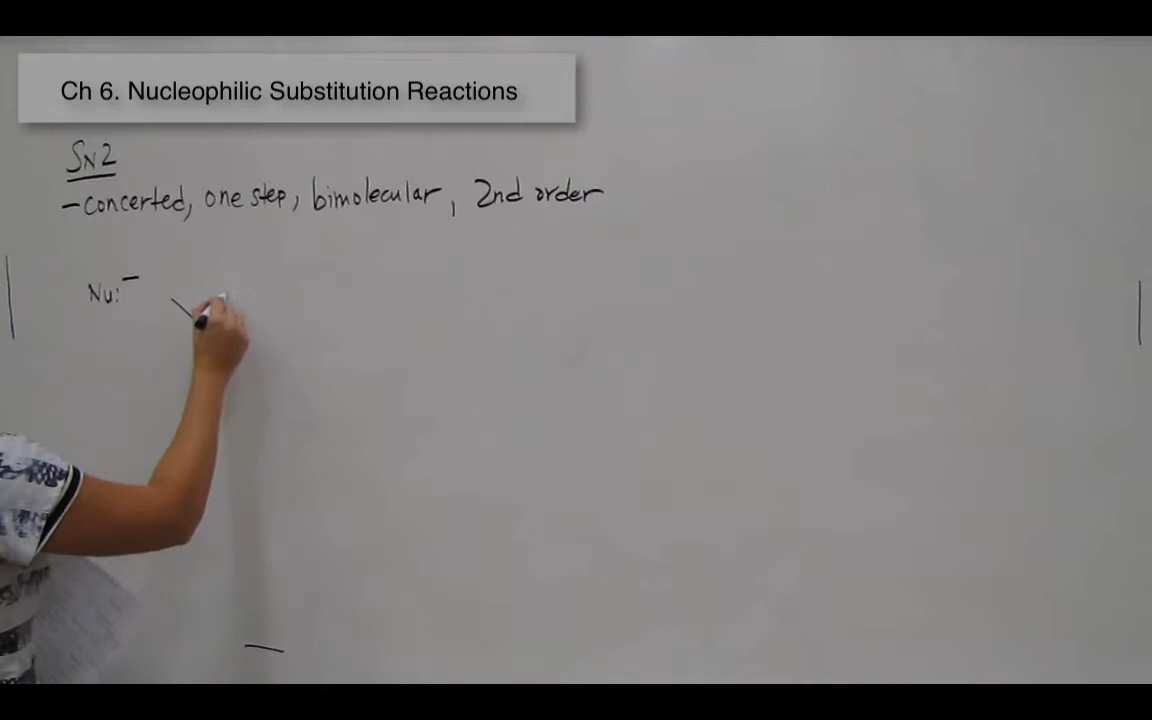 Ch 6. Nucleophilic Substitution Reactions
SN2
-concerted, one step, bimolecular, 2nd order
Nu:⁻